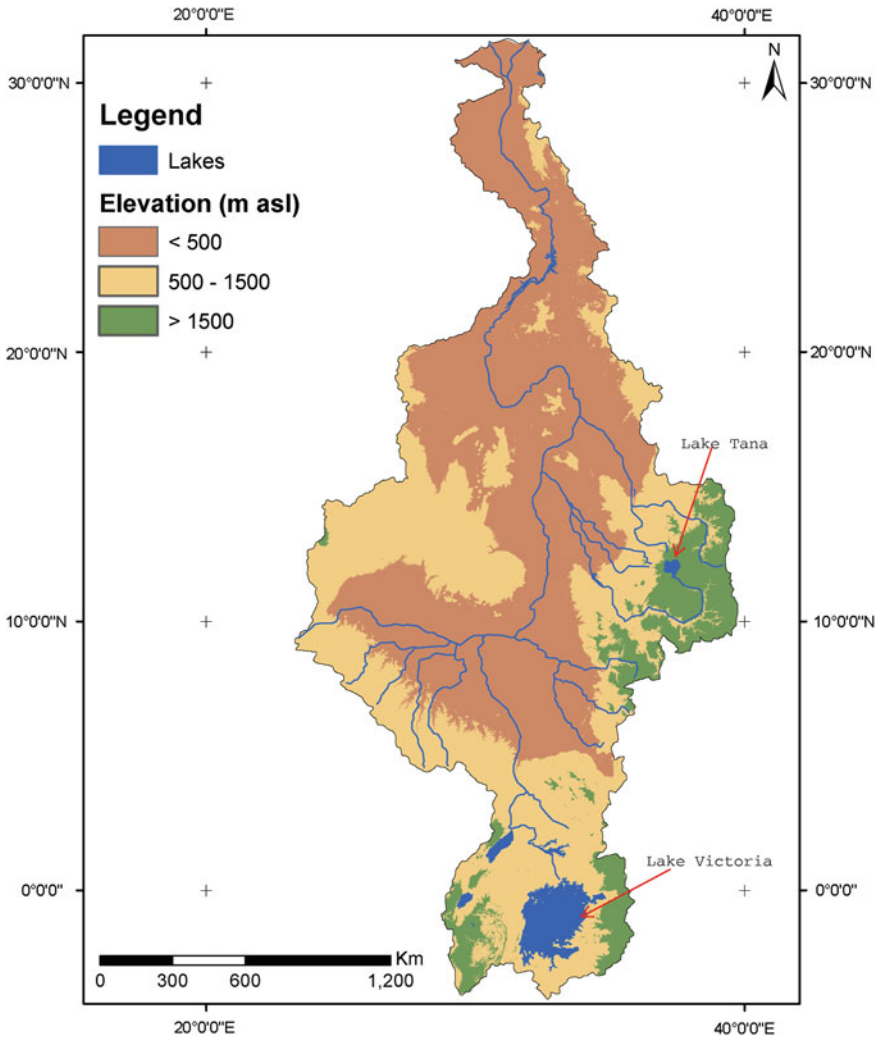 20°0'0"E 40°0'0"E
30°0'0"N 30°0'0"N
N
Legend
Lakes
Elevation (m asl)
< 500
500 - 1500
> 1500
20°0'0"N 20°0'0"N
Lake Tana
10°0'0"N 10°0'0"N
Lake Victoria
0°0'0" 0°0'0"
Km
0 300 600 1,200
20°0'0"E 40°0'0"E